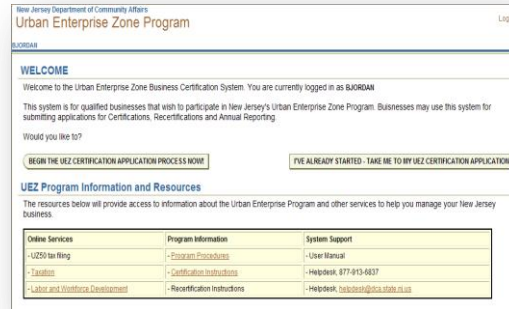 New Jersey Department of Community Affairs
Urban Enterprise Zone Program
Log
BJORDAN
WELCOME
Welcome to the Urban Enterprise Zone Business Certification System. You are currently logged in as BJORDAN
This system is for qualified businesses that wish to participate in New Jersey's Urban Enterprise Zone Program. Buisnesses may use this system for
submitting applications for Certifications, Recertifications and Annual Reporting.
Would you like to?
BEGIN THE UEZ CERTIFICATION APPLICATION PROCESS NOW! I'VE ALREADY STARTED - TAKE ME TO MY UEZ CERTIFICATION APPLICATION
UEZ Program Information and Resources
The resources below will provide access to information about the Urban Enterprise Program and other services to help you manage your New Jersey
business.
Online Services Program Information System Support
- UZ50 tax filing - Program Procedures - User Manual
- Taxation - Certification Instructions - Helpdesk, 877-913-6837
- Labor and Workforce Development - Recertification Instructions - Helpdesk, helpdesk@dca.state.nj.us